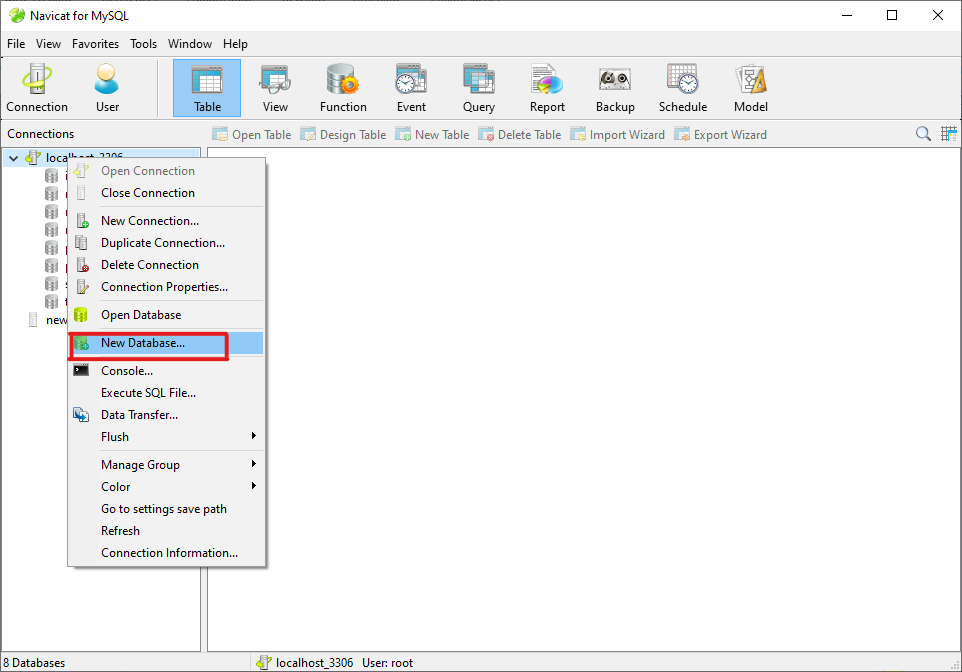 Navicat for MySQL
File View Favorites Tools Window Help
Connection User Table View Function Event Query Report Backup Schedule Model
Connections
Open Table Design Table New Table Delete Table Import Wizard Export Wizard
localhost_3306
Open Connection
Close Connection
New Connection...
Duplicate Connection...
Delete Connection
Connection Properties...
Open Database
new
New Database...
Console...
Execute SQL File...
Data Transfer...
Flush
Manage Group
Color
Go to settings save path
Refresh
Connection Information...
8 Databases
localhost_3306 User: root